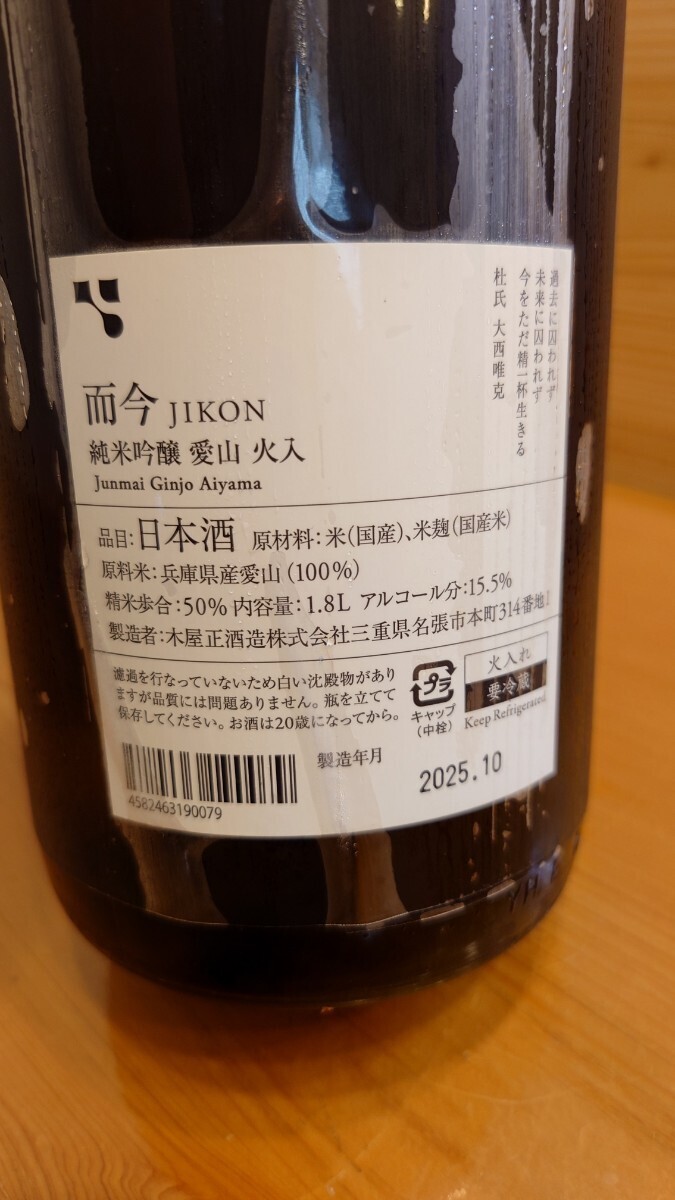 過去に囚われず
未来に囚われず
今をただ精一杯生きる
杜氏 大西唯克
而今 JIKON
純米吟醸 愛山 火入
Junmai Ginjo Aiyama
品目:日本酒 原材料:米(国産)、米麹(国産米)
原料米:兵庫県産愛山(100%)
精米歩合:50% 内容量:1.8L アルコール分:15.5%
製造者:木屋正酒造株式会社三重県名張市本町314番地1
濾過を行なっていないため白い沈殿物があり
ますが品質には問題ありません。瓶を立てて
保存してください。お酒は20歳になってから。
プラ
キャップ
(中栓)
火入れ
要冷蔵
Keep Refrigerated
製造年月
2025.10
4582463190079